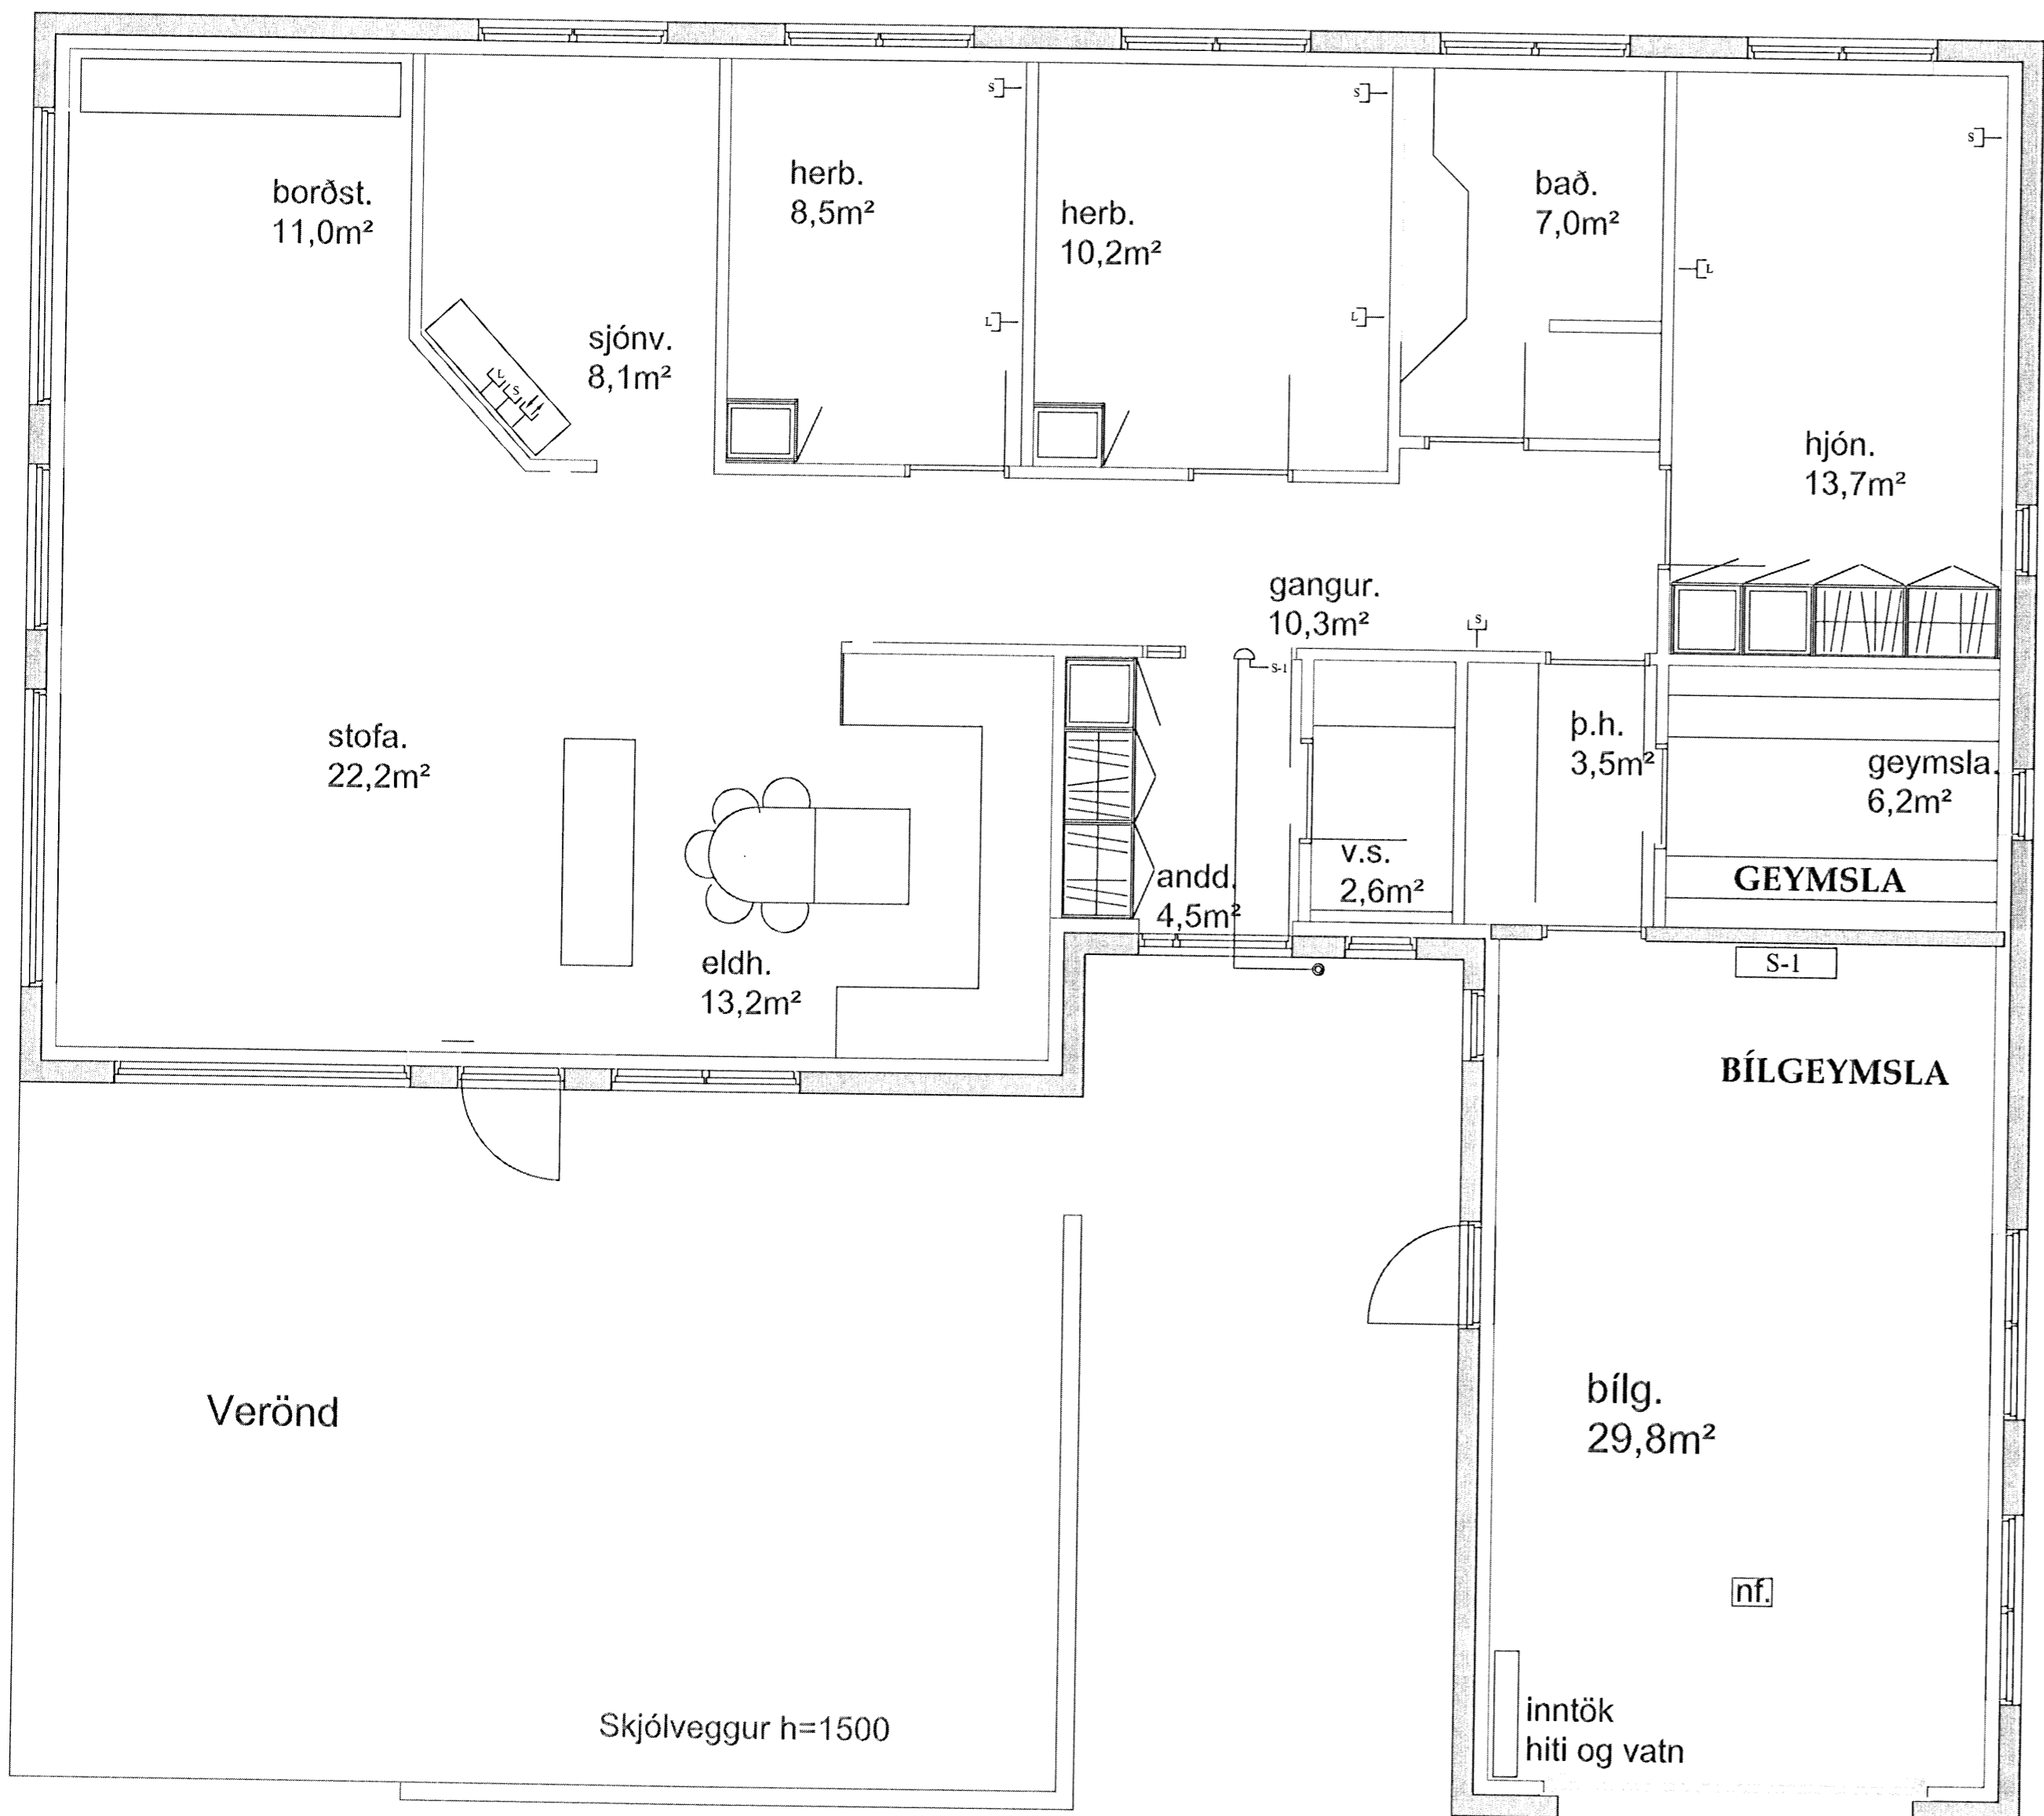 borðst.
11,0m²
sjónv.
8,1m²
L
S
herb.
8,5m²
S
L
herb.
10,2m²
S
L
bað.
7,0m²
hjón.
13,7m²
S
L
gangur.
10,3m²
S
S-1
stofa.
22,2m²
eldh.
13,2m²
andd.
4,5m²
v.s.
2,6m²
þ.h.
3,5m²
geymsla.
6,2m²
GEYMSLA
S-1
BÍLGEYMSLA
bílg.
29,8m²
nf.
inntök
hiti og vatn
Verönd
Skjólveggur h=1500